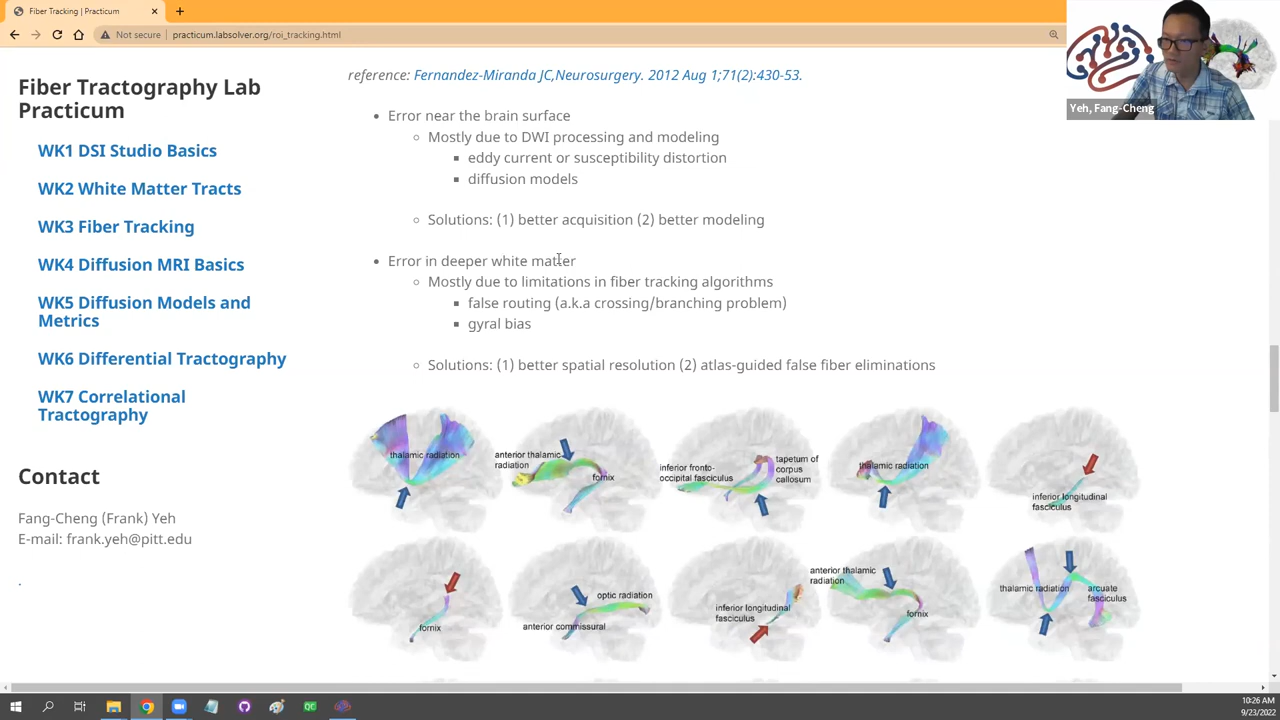 Fiber Tracking | Practicum
Not secure
practicum.labsolver.org/roi_tracking.html
Yeh, Fang-Cheng
Fiber Tractography Lab
Practicum
WK1 DSI Studio Basics
WK2 White Matter Tracts
WK3 Fiber Tracking
WK4 Diffusion MRI Basics
WK5 Diffusion Models and
Metrics
WK6 Differential Tractography
WK7 Correlational
Tractography
Contact
Fang-Cheng (Frank) Yeh
E-mail: frank.yeh@pitt.edu
.
reference: Fernandez-Miranda JC,Neurosurgery. 2012 Aug 1;71(2):430-53.
Error near the brain surface
Mostly due to DWI processing and modeling
eddy current or susceptibility distortion
diffusion models
Solutions: (1) better acquisition (2) better modeling
Error in deeper white matter
Mostly due to limitations in fiber tracking algorithms
false routing (a.k.a crossing/branching problem)
gyral bias
Solutions: (1) better spatial resolution (2) atlas-guided false fiber eliminations
thalamic radiation
anterior thalamic
radiation
fornix
inferior fronto-
occipital fasciculus
tapetum of
corpus
callosum
thalamic radiation
inferior longitudinal
fasciculus
fornix
optic radiation
anterior commissural
inferior longitudinal
fasciculus
anterior thalamic
radiation
fornix
thalamic radiation
arcuate
fasciculus
QC
10:26 AM
9/23/2022